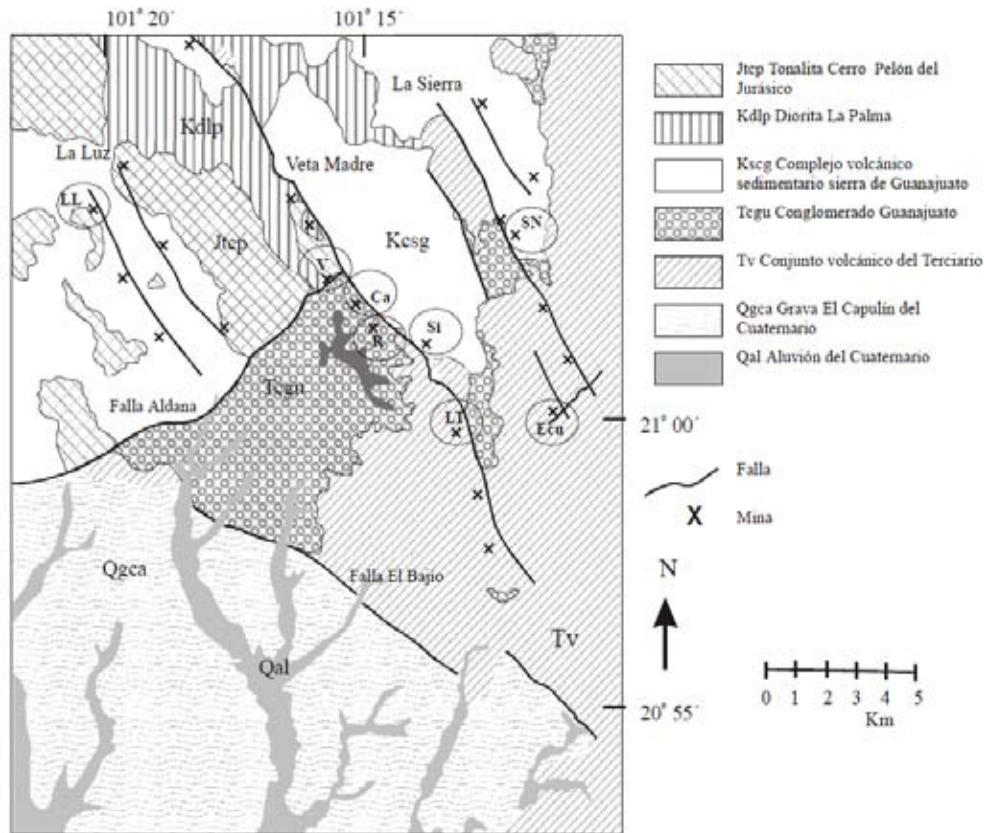 101° 20´
101° 15´
La Sierra
Kdlp
La Luz
Veta Madre
LL
SN
Jtcp
Kcsg
V
Ca
Si
R
Tcgu
Falla Aldana
LT
Ecu
21° 00´
Qgca
Falla El Bajio
Tv
Qal
20° 55´
Jtcp Tonalita Cerro Pelón del
Jurásico
Kdlp Diorita La Palma
Kscg Complejo volcánico
sedimentario sierra de Guanajuato
Tcgu Conglomerado Guanajuato
Tv Conjunto volcánico del Terciario
Qgca Grava El Capulín del
Cuaternario
Qal Aluvión del Cuaternario
Falla
X Mina
N
0 1 2 3 4 5
Km